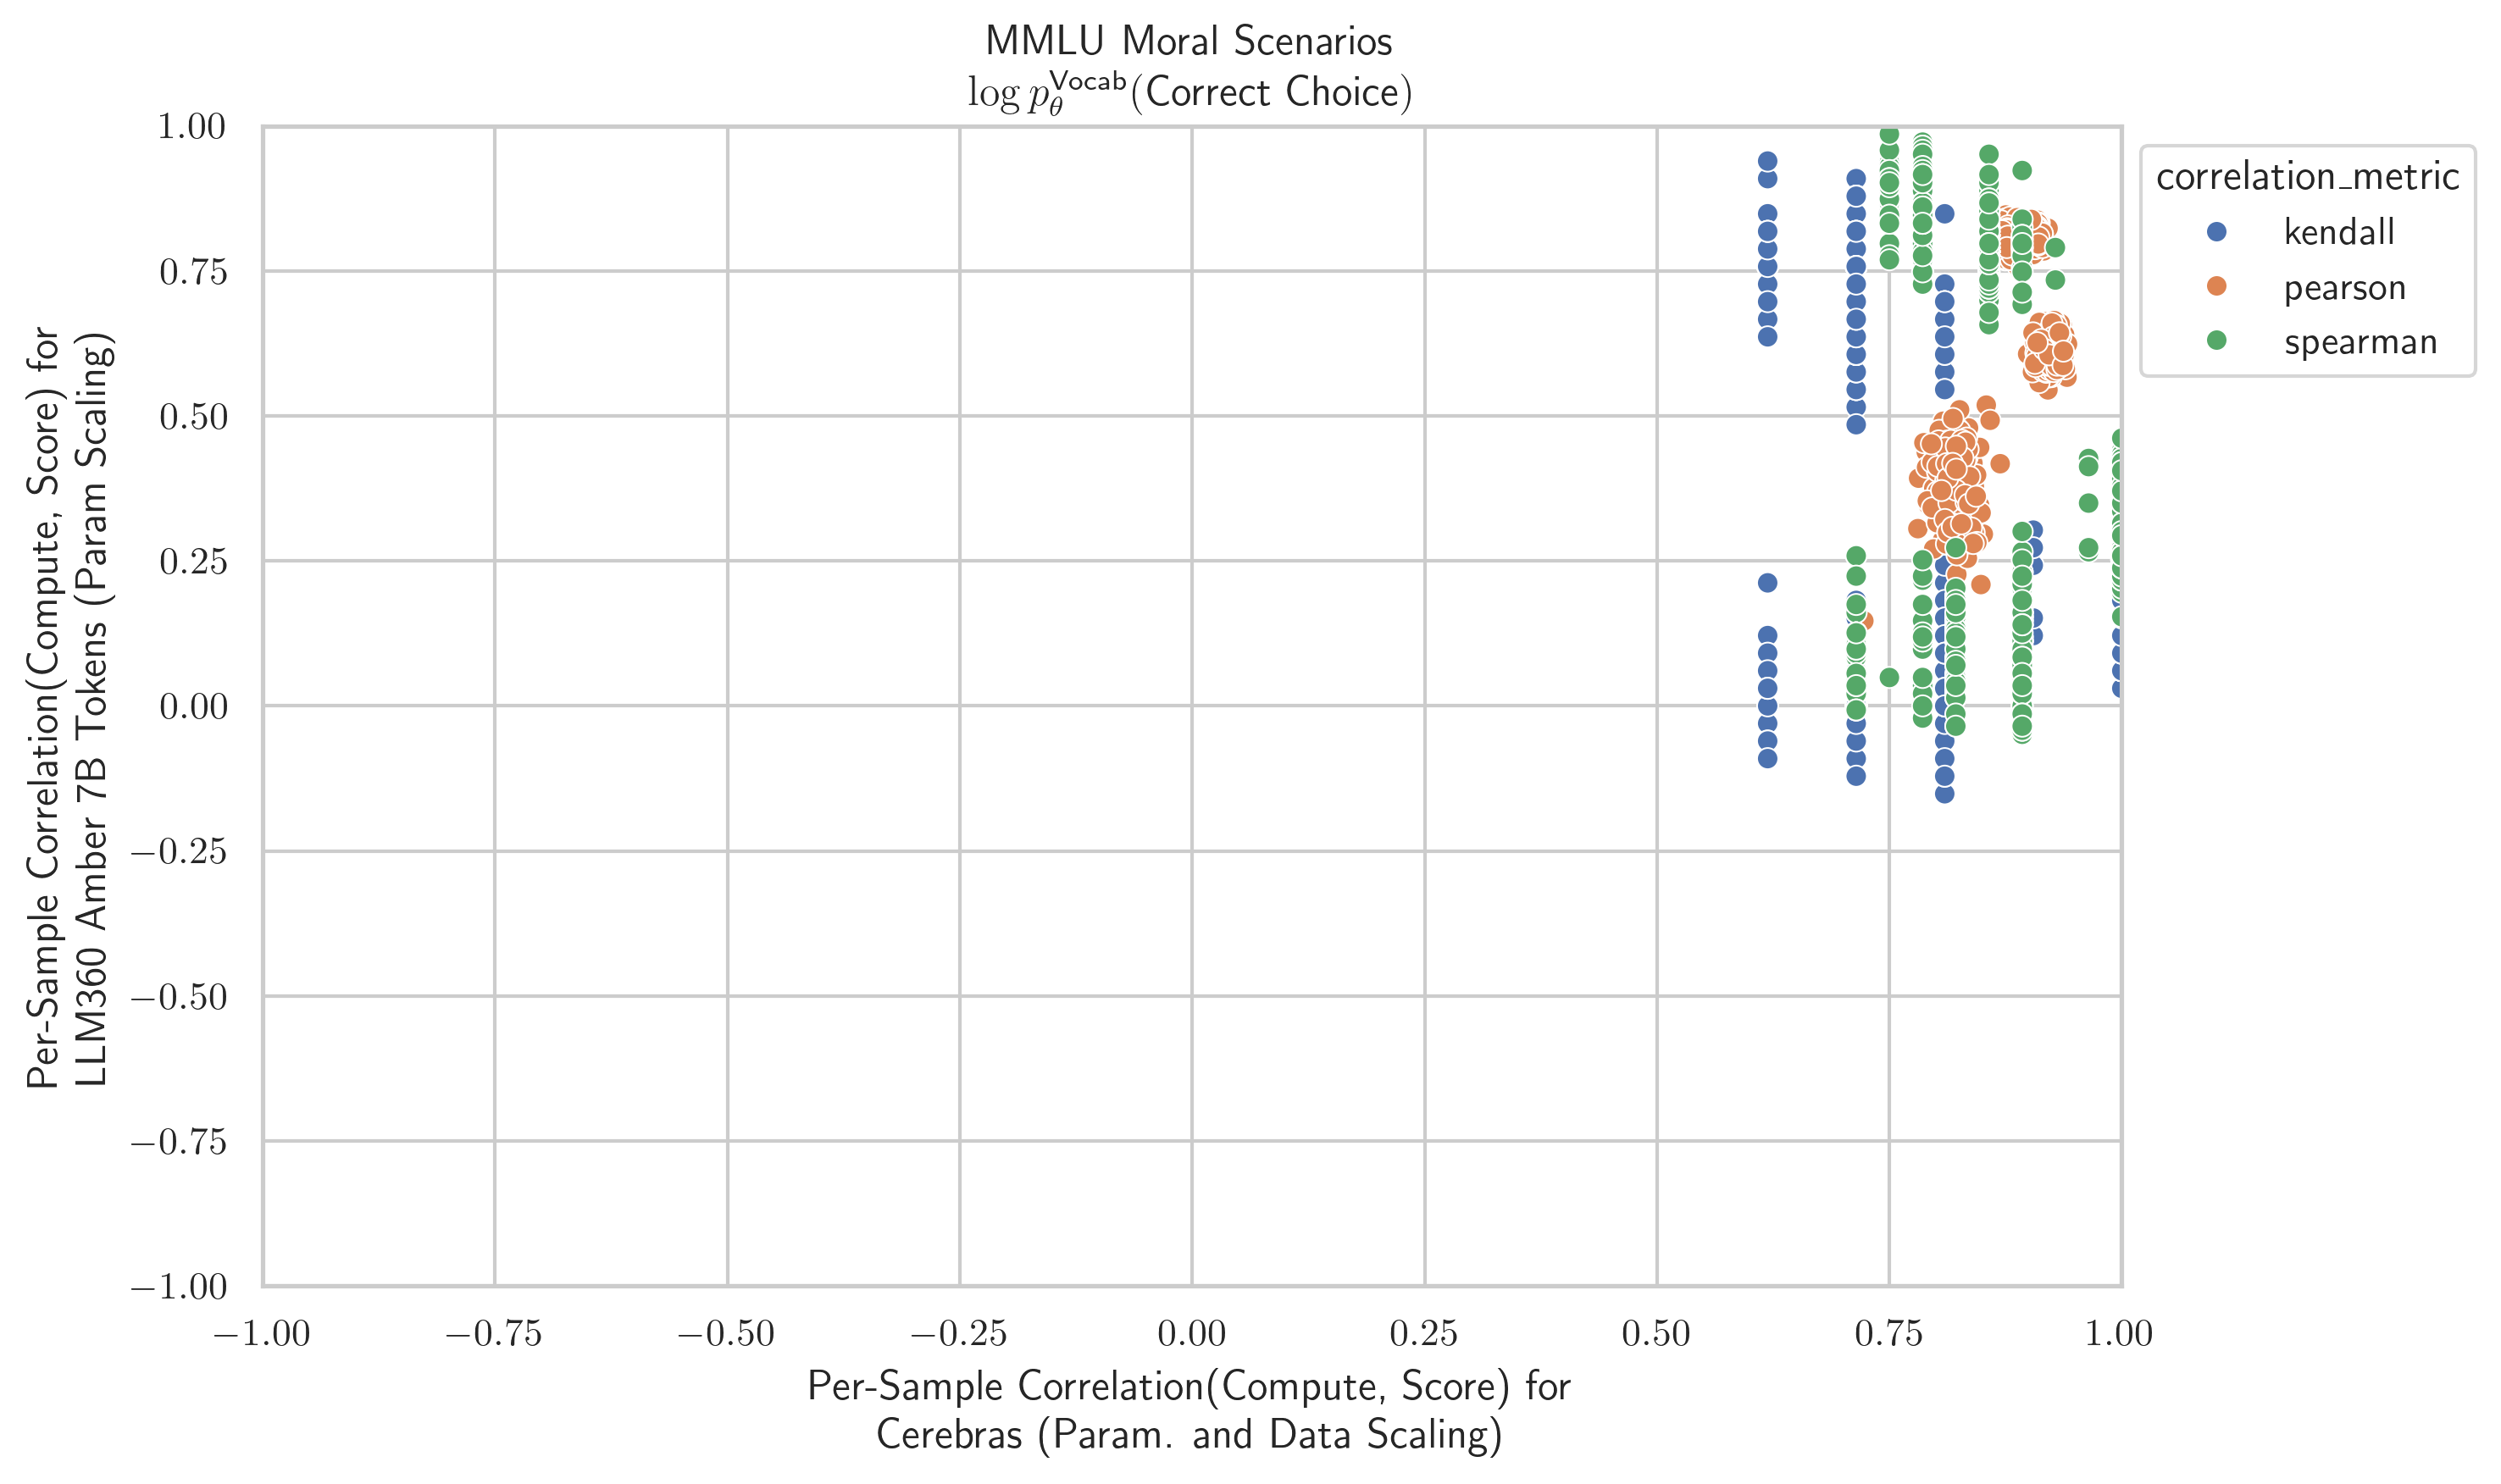 MMLU Moral Scenarios
log p_θ^Vocab(Correct Choice)
1.00
0.75
0.50
0.25
0.00
−0.25
−0.50
−0.75
−1.00
Per-Sample Correlation(Compute, Score) for
LLM360 Amber 7B Tokens (Param Scaling)
−1.00
−0.75
−0.50
−0.25
0.00
0.25
0.50
0.75
1.00
Per-Sample Correlation(Compute, Score) for
Cerebras (Param. and Data Scaling)
correlation_metric
kendall
pearson
spearman